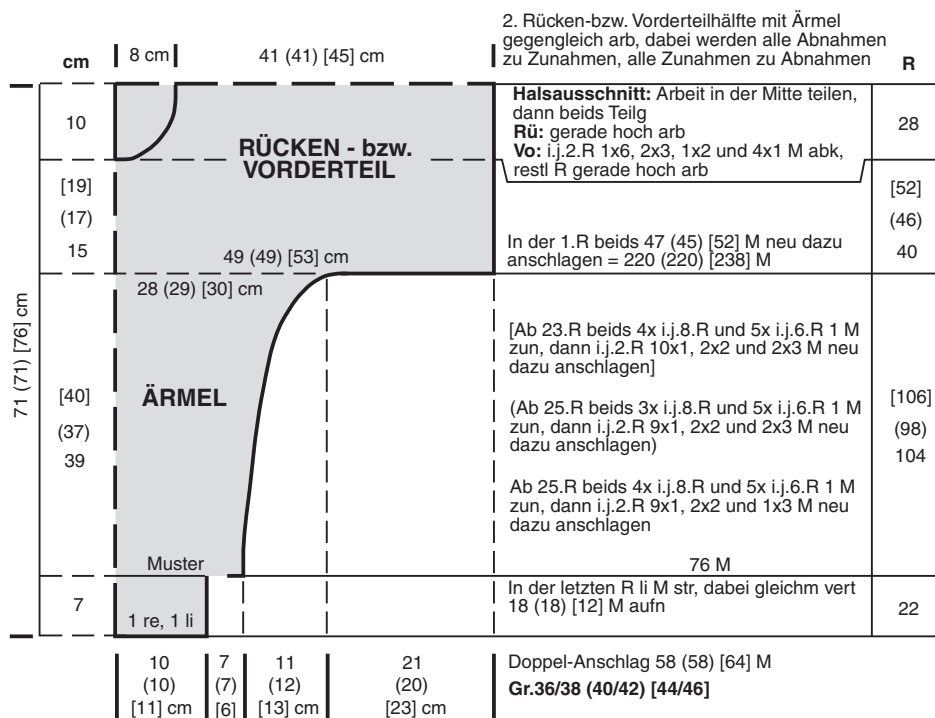 2. Rücken-bzw. Vorderteilhälfte mit Ärmel
gegengleich arb, dabei werden alle Abnahmen
zu Zunahmen, alle Zunahmen zu Abnahmen
cm
8 cm
41 (41) [45] cm
R
10
Halsausschnitt: Arbeit in der Mitte teilen,
dann beids Teilg
Rü: gerade hoch arb
Vo: i.j.2.R 1x6, 2x3, 1x2 und 4x1 M abk,
restl R gerade hoch arb
28
RÜCKEN - bzw.
VORDERTEIL
[19]
(17)
15
[52]
(46)
40
In der 1.R beids 47 (45) [52] M neu dazu
anschlagen = 220 (220) [238] M
49 (49) [53] cm
28 (29) [30] cm
71 (71) [76] cm
ÄRMEL
[40]
(37)
39
[Ab 23.R beids 4x i.j.8.R und 5x i.j.6.R 1 M
zun, dann i.j.2.R 10x1, 2x2 und 2x3 M neu
dazu anschlagen]
(Ab 25.R beids 3x i.j.8.R und 5x i.j.6.R 1 M
zun, dann i.j.2.R 9x1, 2x2 und 2x3 M neu
dazu anschlagen)
Ab 25.R beids 4x i.j.8.R und 5x i.j.6.R 1 M
zun, dann i.j.2.R 9x1, 2x2 und 1x3 M neu
dazu anschlagen
[106]
(98)
104
Muster
76 M
7
1 re, 1 li
In der letzten R li M str, dabei gleichm vert
18 (18) [12] M aufn
22
10
(10)
[11] cm
7
(7)
[6]
11
(12)
[13] cm
21
(20)
[23] cm
Doppel-Anschlag 58 (58) [64] M
Gr.36/38 (40/42) [44/46]